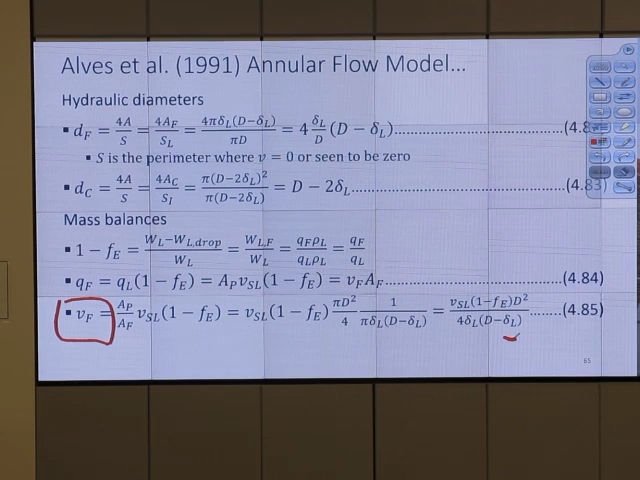 Alves et al. (1991) Annular Flow Model...
Hydraulic diameters
▪ d_F = 4A/S = 4A_F/S_L = 4πδ_L(D−δ_L)/πD = 4 δ_L/D (D − δ_L)...(4.8
▪ S is the perimeter where v = 0 or seen to be zero
▪ d_C = 4A/S = 4A_C/S_I = π(D−2δ_L)²/π(D−2δ_L) = D − 2δ_L...(4.83)
Mass balances
▪ 1 − f_E = W_L−W_L,drop/W_L = W_L,F/W_L = q_Fρ_L/q_Lρ_L = q_F/q_L
▪ q_F = q_L(1 − f_E) = A_P v_SL(1 − f_E) = v_F A_F...(4.84)
▪ v_F = A_P/A_F v_SL(1 − f_E) = v_SL(1 − f_E) πD²/4 1/πδ_L(D−δ_L) = v_SL(1−f_E)D²/4δ_L(D−δ_L)...(4.85)
65